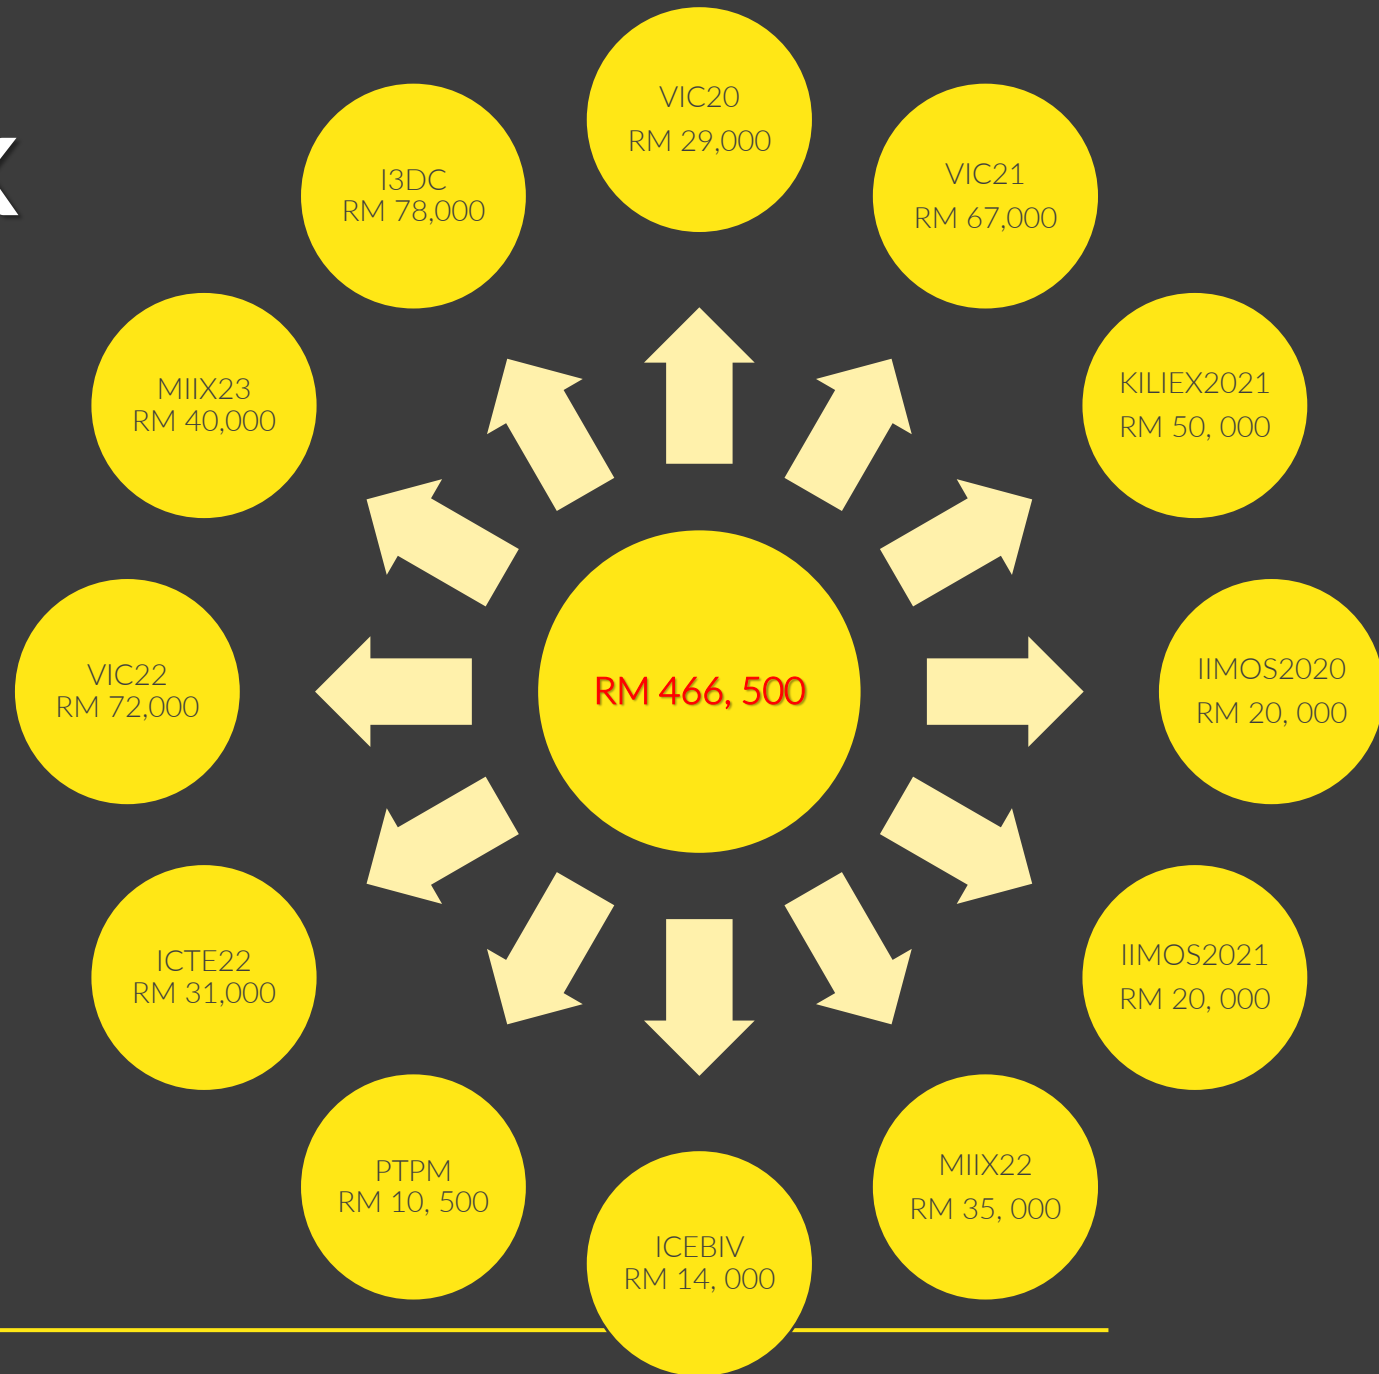 X
VIC20
RM 29,000
VIC21
RM 67,000
KILIEX2021
RM 50, 000
IIMOS2020
RM 20, 000
IIMOS2021
RM 20, 000
MIIX22
RM 35, 000
ICEBIV
RM 14, 000
PTPM
RM 10, 500
ICTE22
RM 31,000
VIC22
RM 72,000
MIIX23
RM 40,000
I3DC
RM 78,000
RM 466, 500